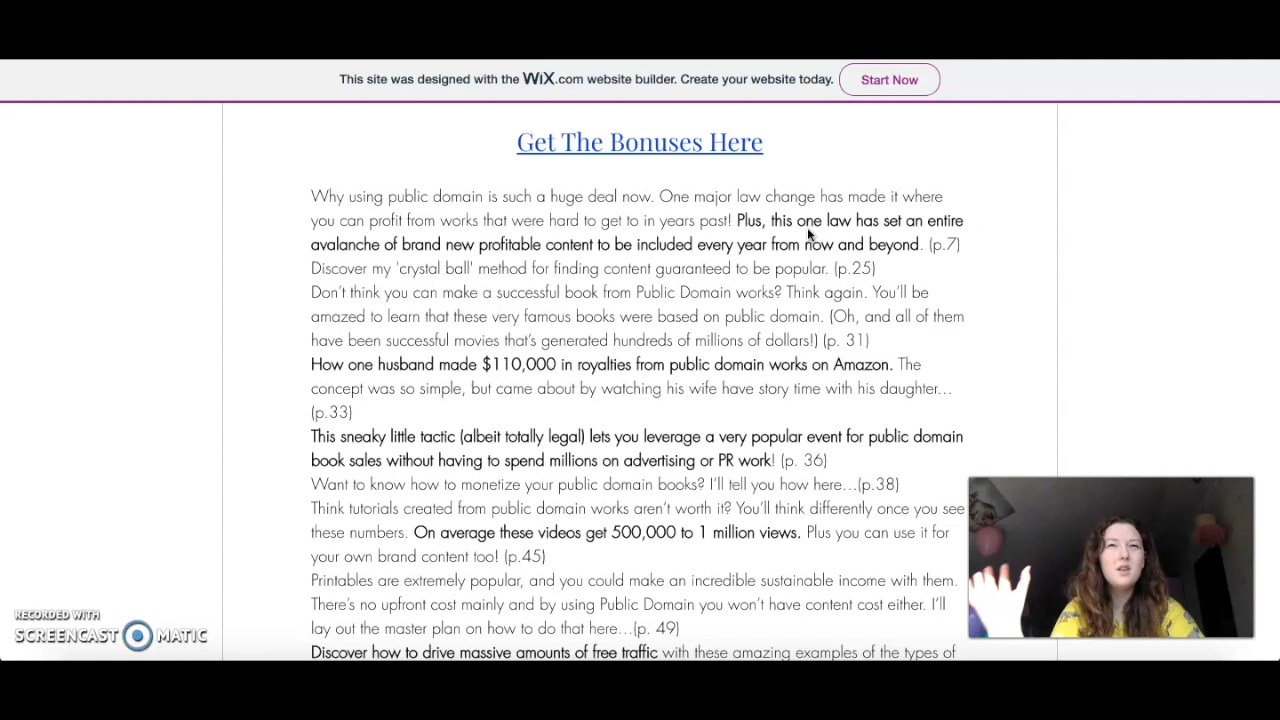 This site was designed with the WiX.com website builder. Create your website today. Start Now
Get The Bonuses Here
Why using public domain is such a huge deal now. One major law change has made it where
you can profit from works that were hard to get to in years past! Plus, this one law has set an entire
avalanche of brand new profitable content to be included every year from now and beyond. (p.7)
Discover my 'crystal ball' method for finding content guaranteed to be popular. (p.25)
Don't think you can make a successful book from Public Domain works? Think again. You'll be
amazed to learn that these very famous books were based on public domain. (Oh, and all of them
have been successful movies that's generated hundreds of millions of dollars!) (p. 31)
How one husband made $110,000 in royalties from public domain works on Amazon. The
concept was so simple, but came about by watching his wife have story time with his daughter...
(p.33)
This sneaky little tactic (albeit totally legal) lets you leverage a very popular event for public domain
book sales without having to spend millions on advertising or PR work! (p. 36)
Want to know how to monetize your public domain books? I'll tell you how here...(p.38)
Think tutorials created from public domain works aren't worth it? You'll think differently once you see
these numbers. On average these videos get 500,000 to 1 million views. Plus you can use it for
your own brand content too! (p.45)
Printables are extremely popular, and you could make an incredible sustainable income with them.
There's no upfront cost mainly and by using Public Domain you won't have content cost either. I'll
lay out the master plan on how to do that here...(p. 49)
Discover how to drive massive amounts of free traffic with these amazing examples of the types of
RECORDED WITH
SCREENCAST MATIC